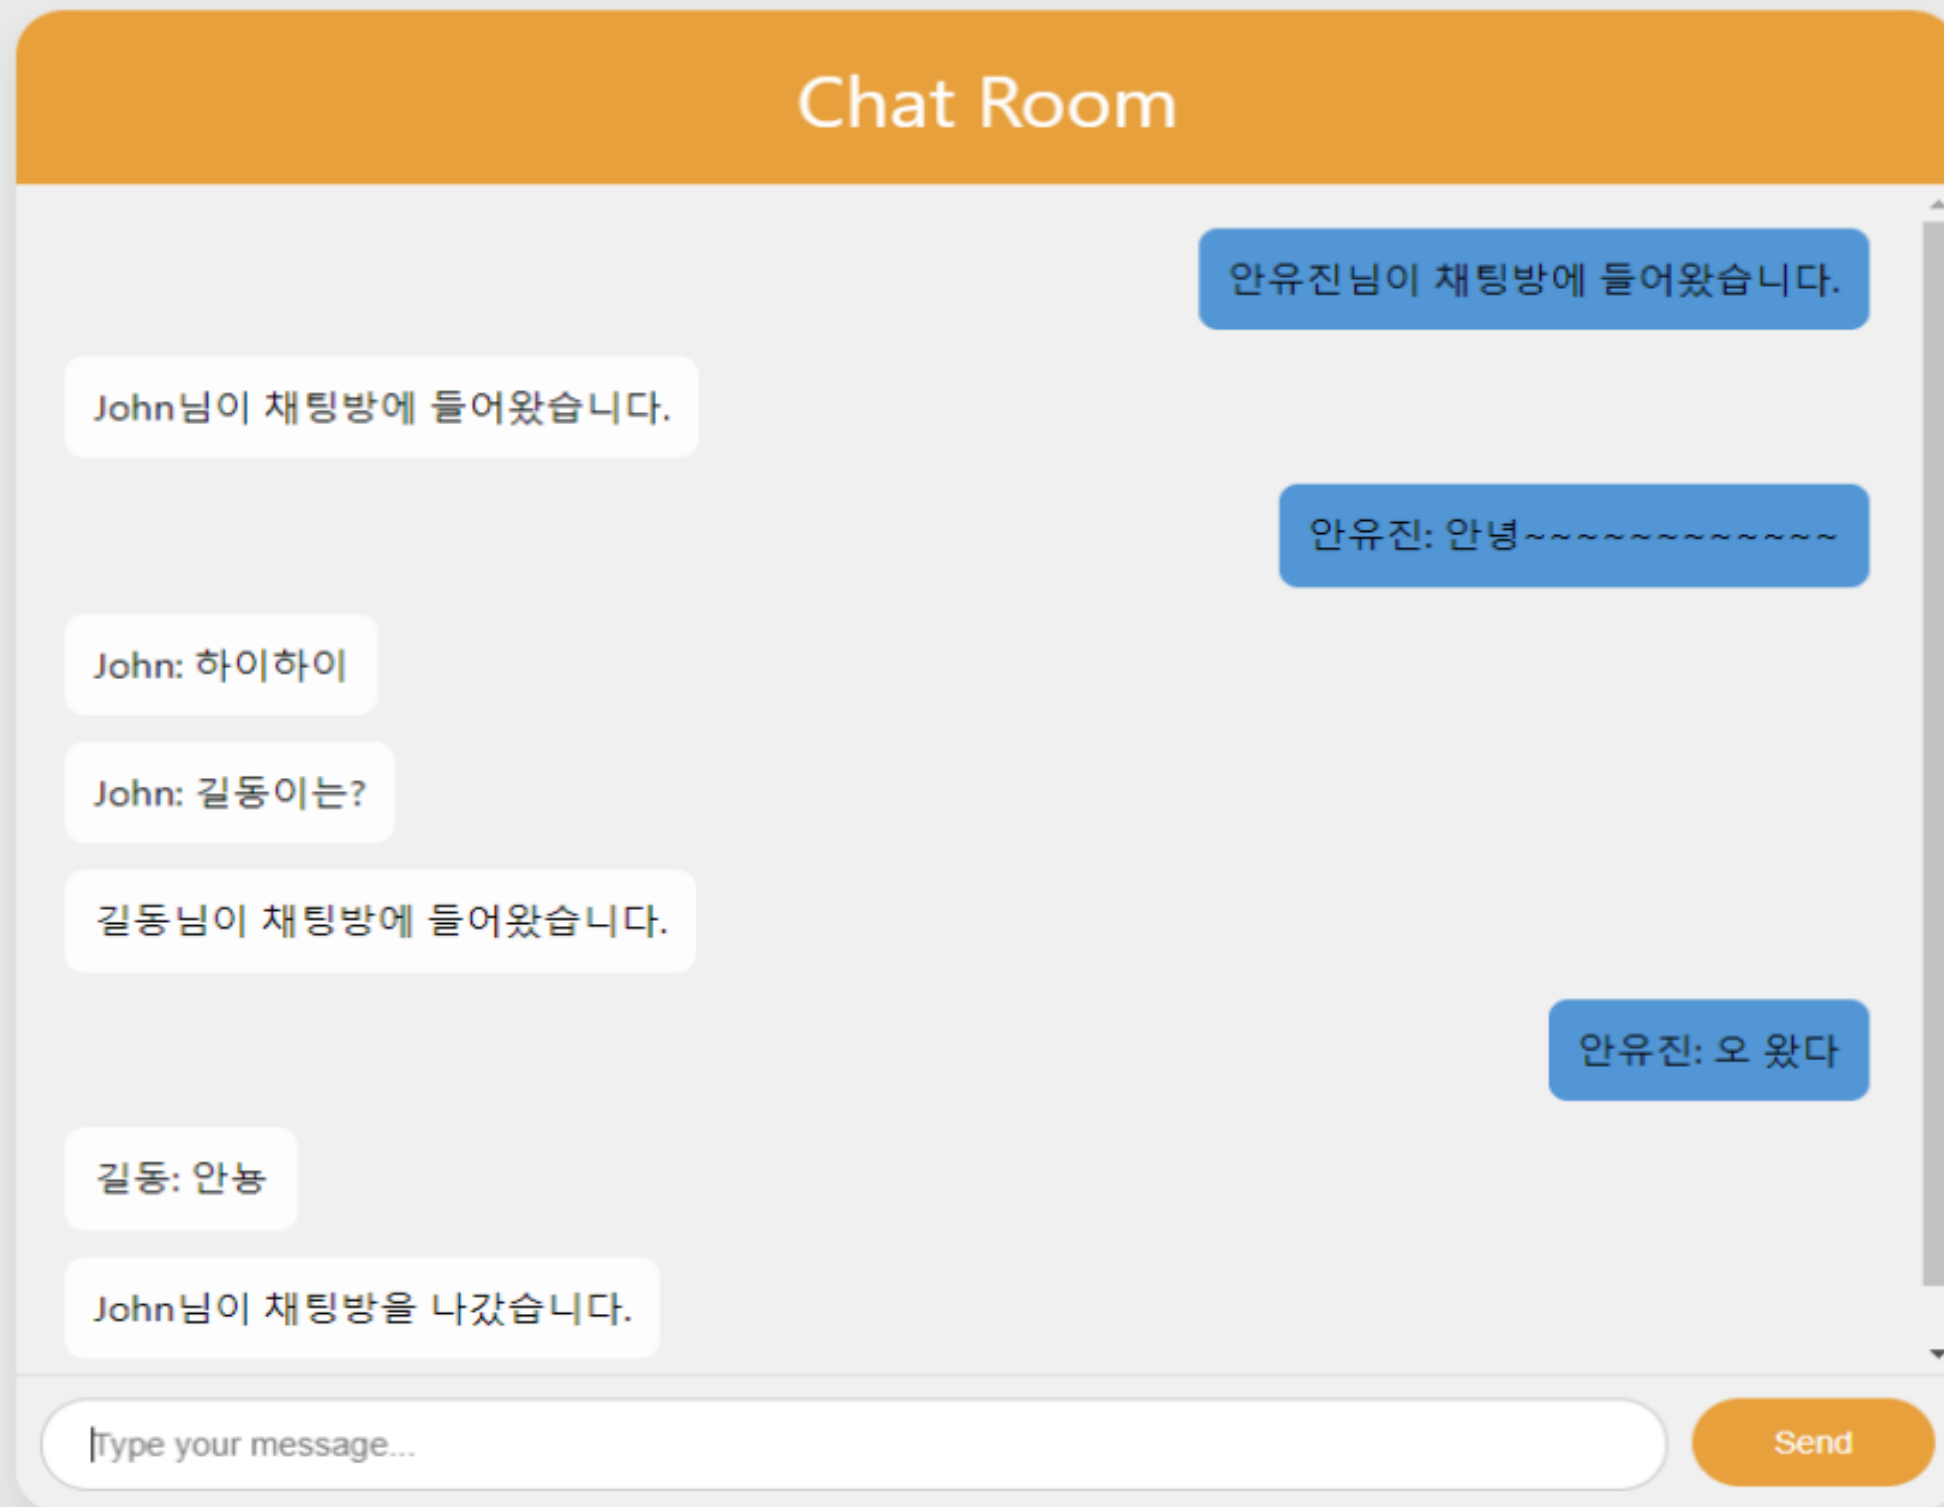 Chat Room
안유진님이 채팅방에 들어왔습니다.
John님이 채팅방에 들어왔습니다.
안유진: 안녕~~~~~~~~~~~~
John: 하이하이
John: 길동이는?
길동님이 채팅방에 들어왔습니다.
안유진: 오 왔다
길동: 안뇽
John님이 채팅방을 나갔습니다.
Type your message...
Send